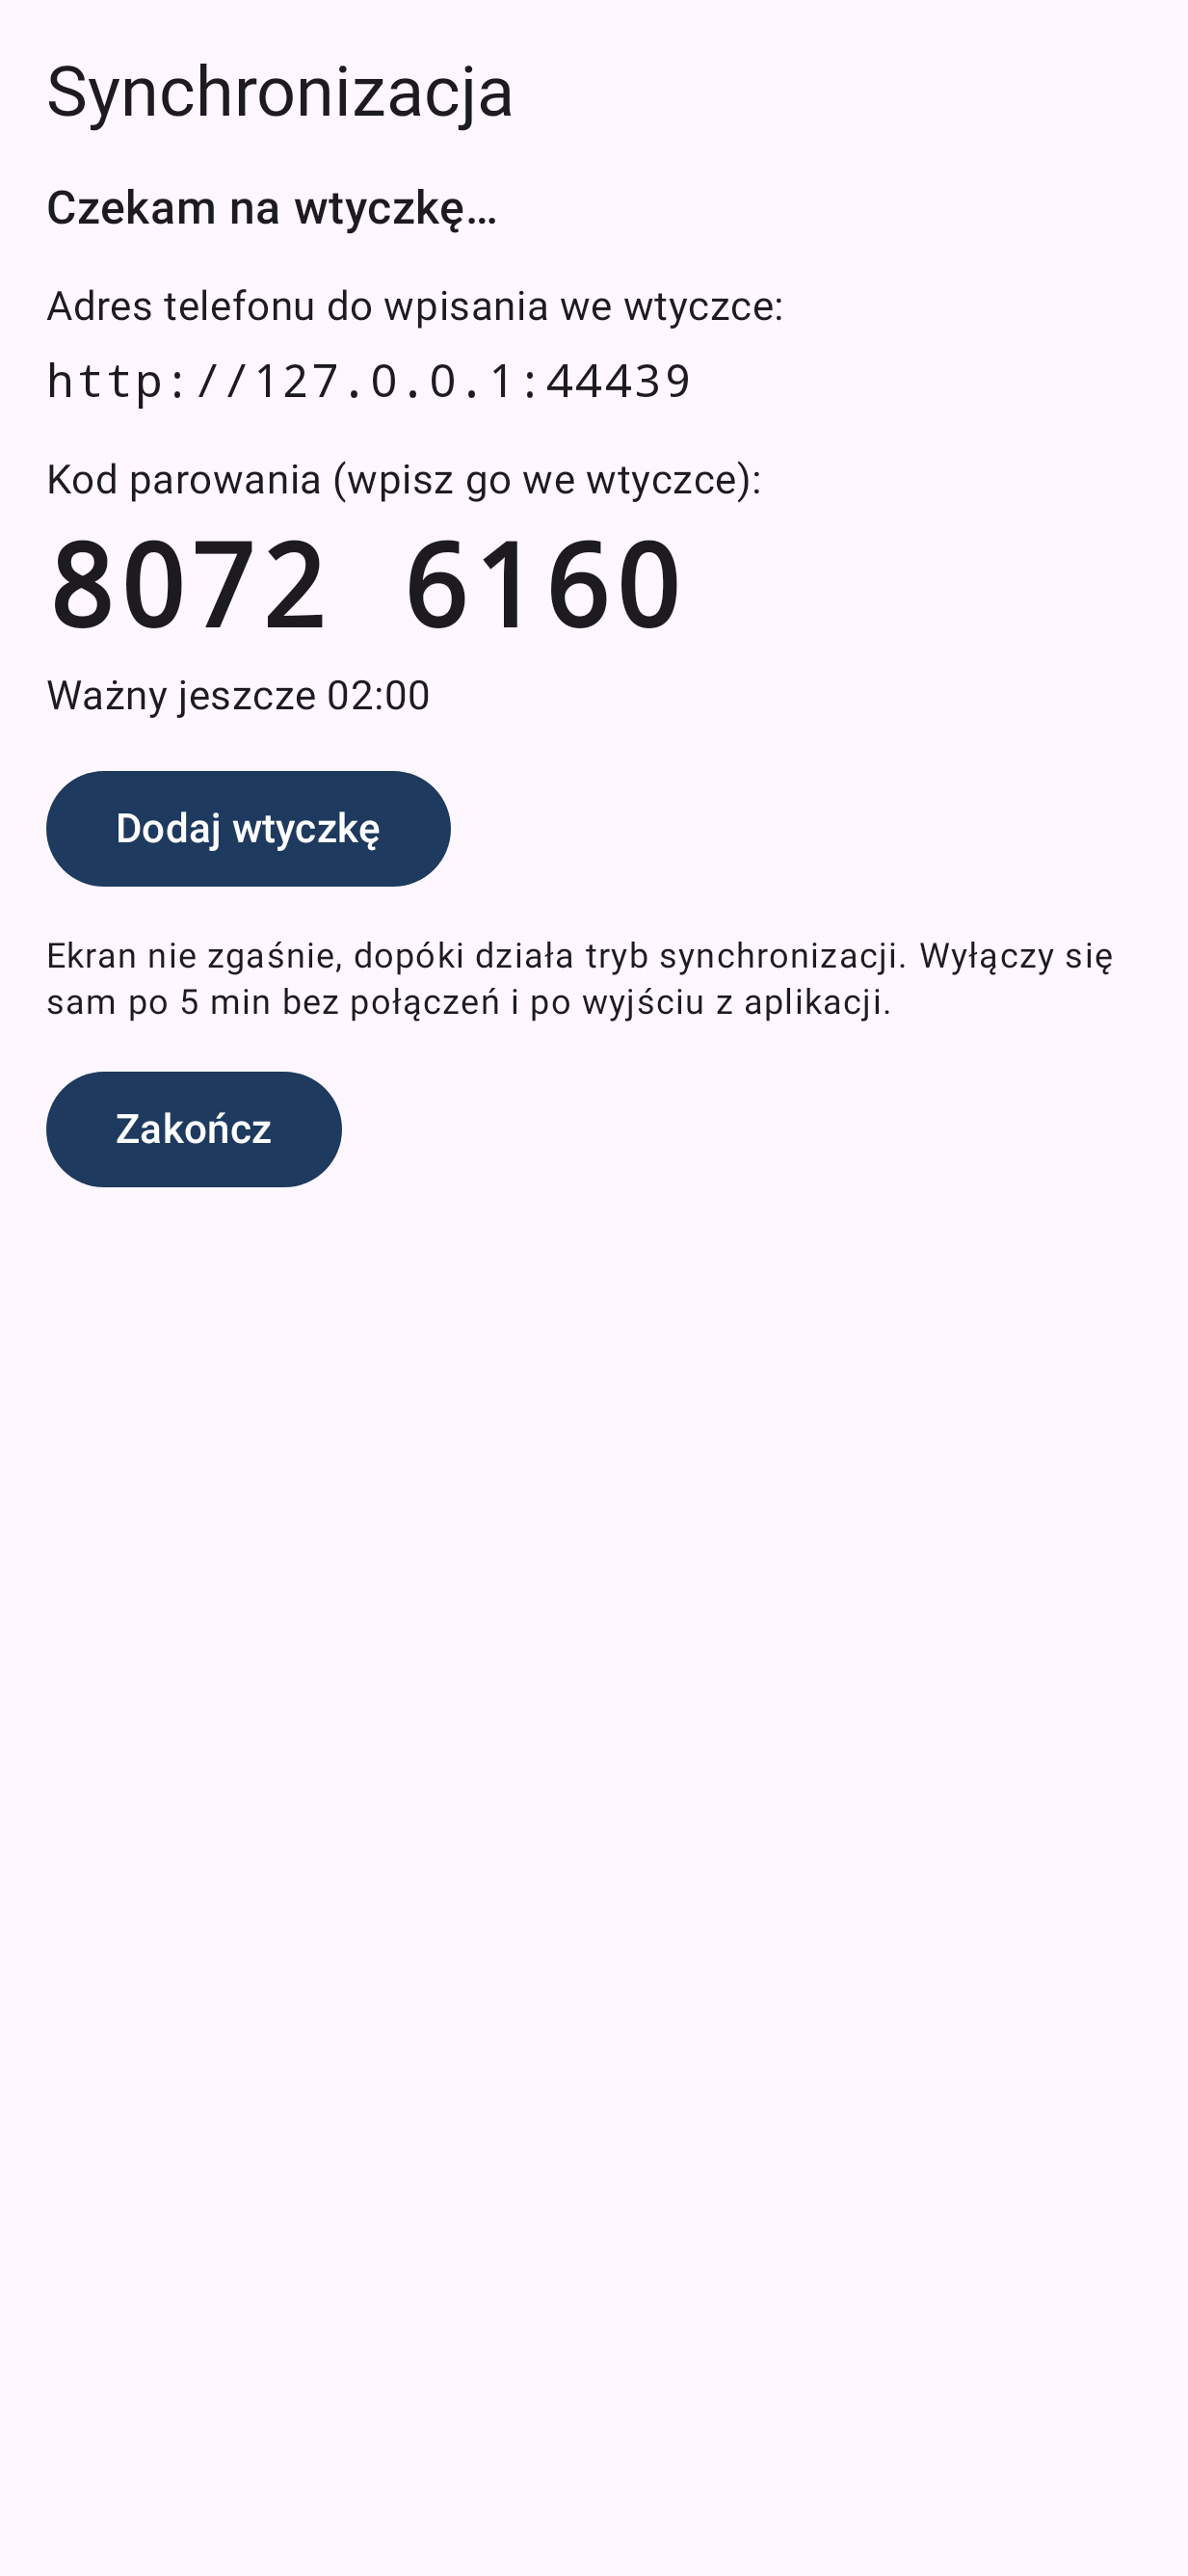 Synchronizacja
Czekam na wtyczkę…
Adres telefonu do wpisania we wtyczce:
http://127.0.0.1:44439
Kod parowania (wpisz go we wtyczce):
8072 6160
Ważny jeszcze 02:00
Dodaj wtyczkę
Ekran nie zgaśnie, dopóki działa tryb synchronizacji. Wyłączy się
sam po 5 min bez połączeń i po wyjściu z aplikacji.
Zakończ